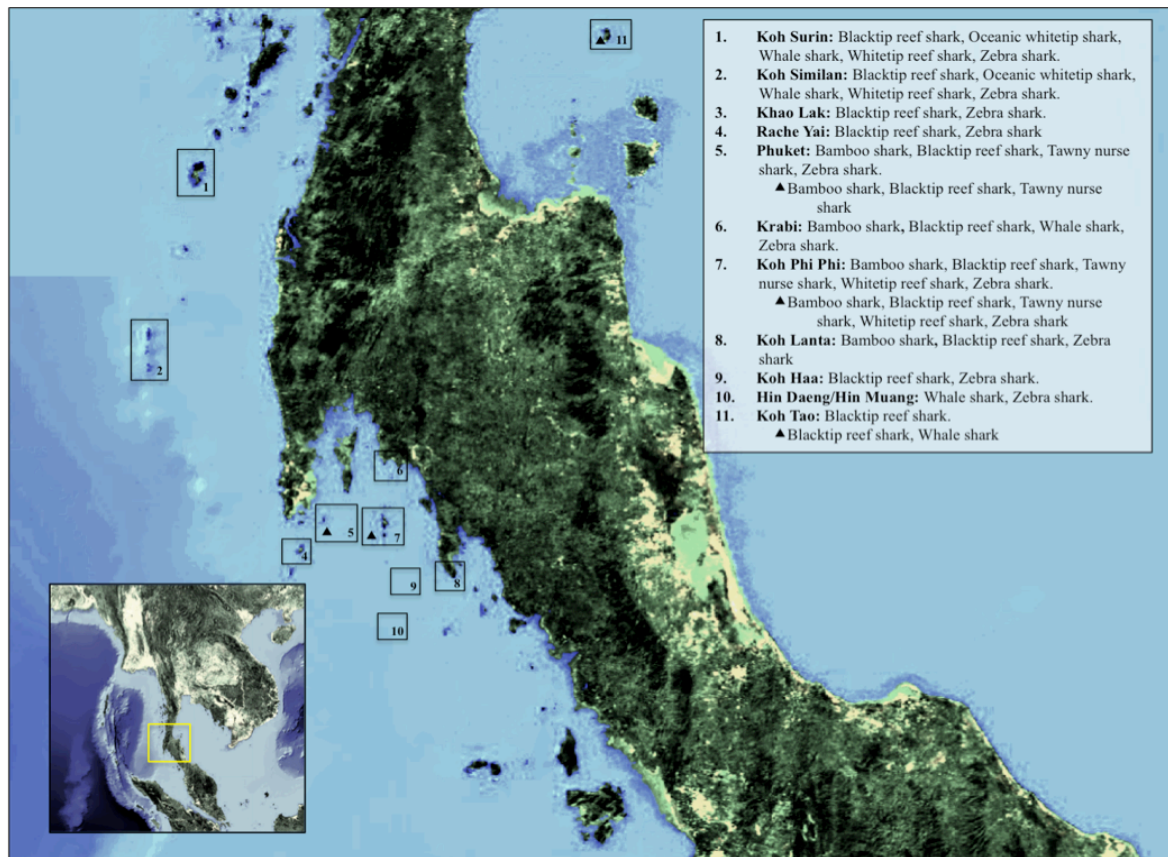 1. Koh Surin: Blacktip reef shark, Oceanic whitetip shark,
Whale shark, Whitetip reef shark, Zebra shark.
2. Koh Similan: Blacktip reef shark, Oceanic whitetip shark,
Whale shark, Whitetip reef shark, Zebra shark.
3. Khao Lak: Blacktip reef shark, Zebra shark.
4. Rache Yai: Blacktip reef shark, Zebra shark
5. Phuket: Bamboo shark, Blacktip reef shark, Tawny nurse
shark, Zebra shark.
▲Bamboo shark, Blacktip reef shark, Tawny nurse
shark
6. Krabi: Bamboo shark, Blacktip reef shark, Whale shark,
Zebra shark.
7. Koh Phi Phi: Bamboo shark, Blacktip reef shark, Tawny
nurse shark, Whitetip reef shark, Zebra shark.
▲Bamboo shark, Blacktip reef shark, Tawny nurse
shark, Whitetip reef shark, Zebra shark
8. Koh Lanta: Bamboo shark, Blacktip reef shark, Zebra
shark
9. Koh Haa: Blacktip reef shark, Zebra shark.
10. Hin Daeng/Hin Muang: Whale shark, Zebra shark.
11. Koh Tao: Blacktip reef shark.
▲Blacktip reef shark, Whale shark
11
1
2
6
5
7
4
9
8
10